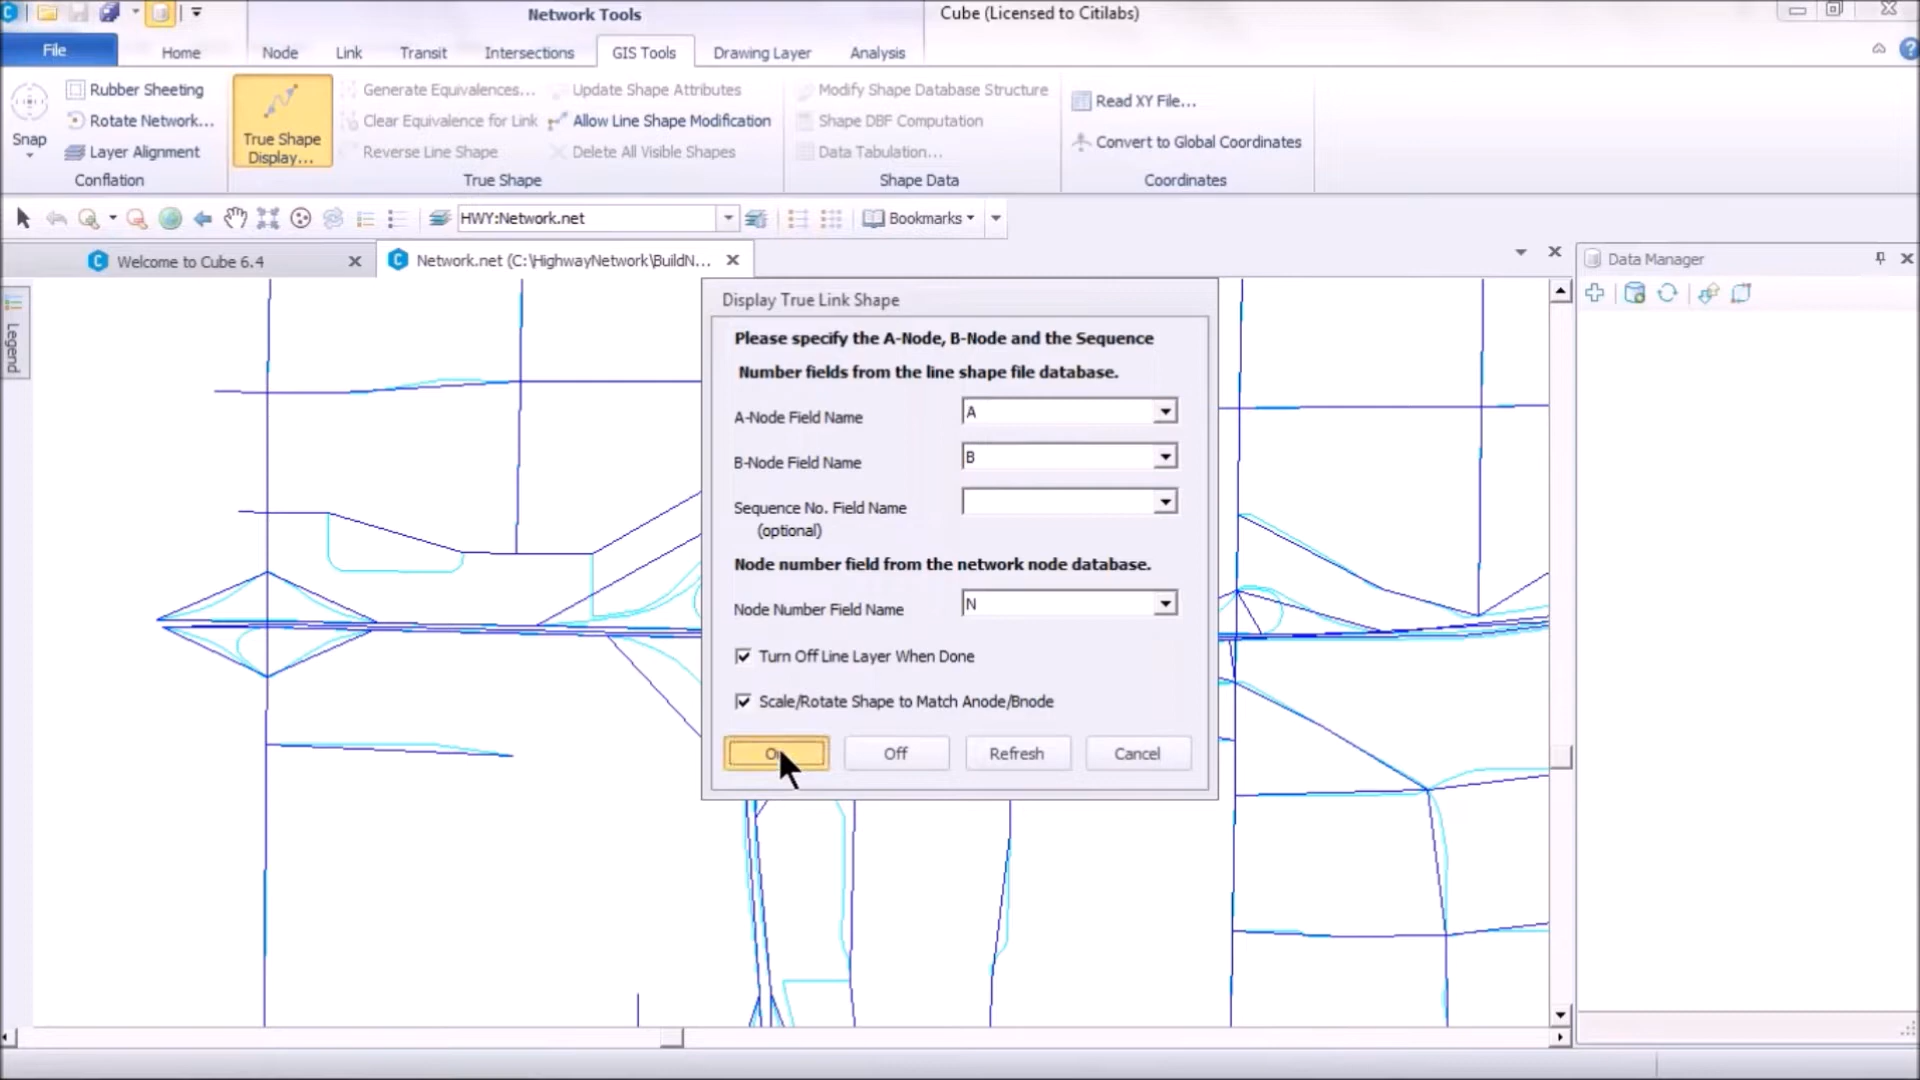 Network Tools
Cube (Licensed to Citilabs)
File
Home
Node
Link
Transit
Intersections
GIS Tools
Drawing Layer
Analysis
Snap
Rubber Sheeting
Rotate Network...
Layer Alignment
Conflation
True Shape
Display...
Generate Equivalences...
Clear Equivalence for Link
Reverse Line Shape
Update Shape Attributes
Allow Line Shape Modification
Delete All Visible Shapes
True Shape
Modify Shape Database Structure
Shape DBF Computation
Data Tabulation...
Shape Data
Read XY File...
Convert to Global Coordinates
Coordinates
HWY:Network.net
Bookmarks
Welcome to Cube 6.4
Network.net (C:\HighwayNetwork\BuildN...
Data Manager
Legend
Display True Link Shape
Please specify the A-Node, B-Node and the Sequence
Number fields from the line shape file database.
A-Node Field Name
A
B-Node Field Name
B
Sequence No. Field Name
(optional)
Node number field from the network node database.
Node Number Field Name
N
Turn Off Line Layer When Done
Scale/Rotate Shape to Match Anode/Bnode
Off
Refresh
Cancel